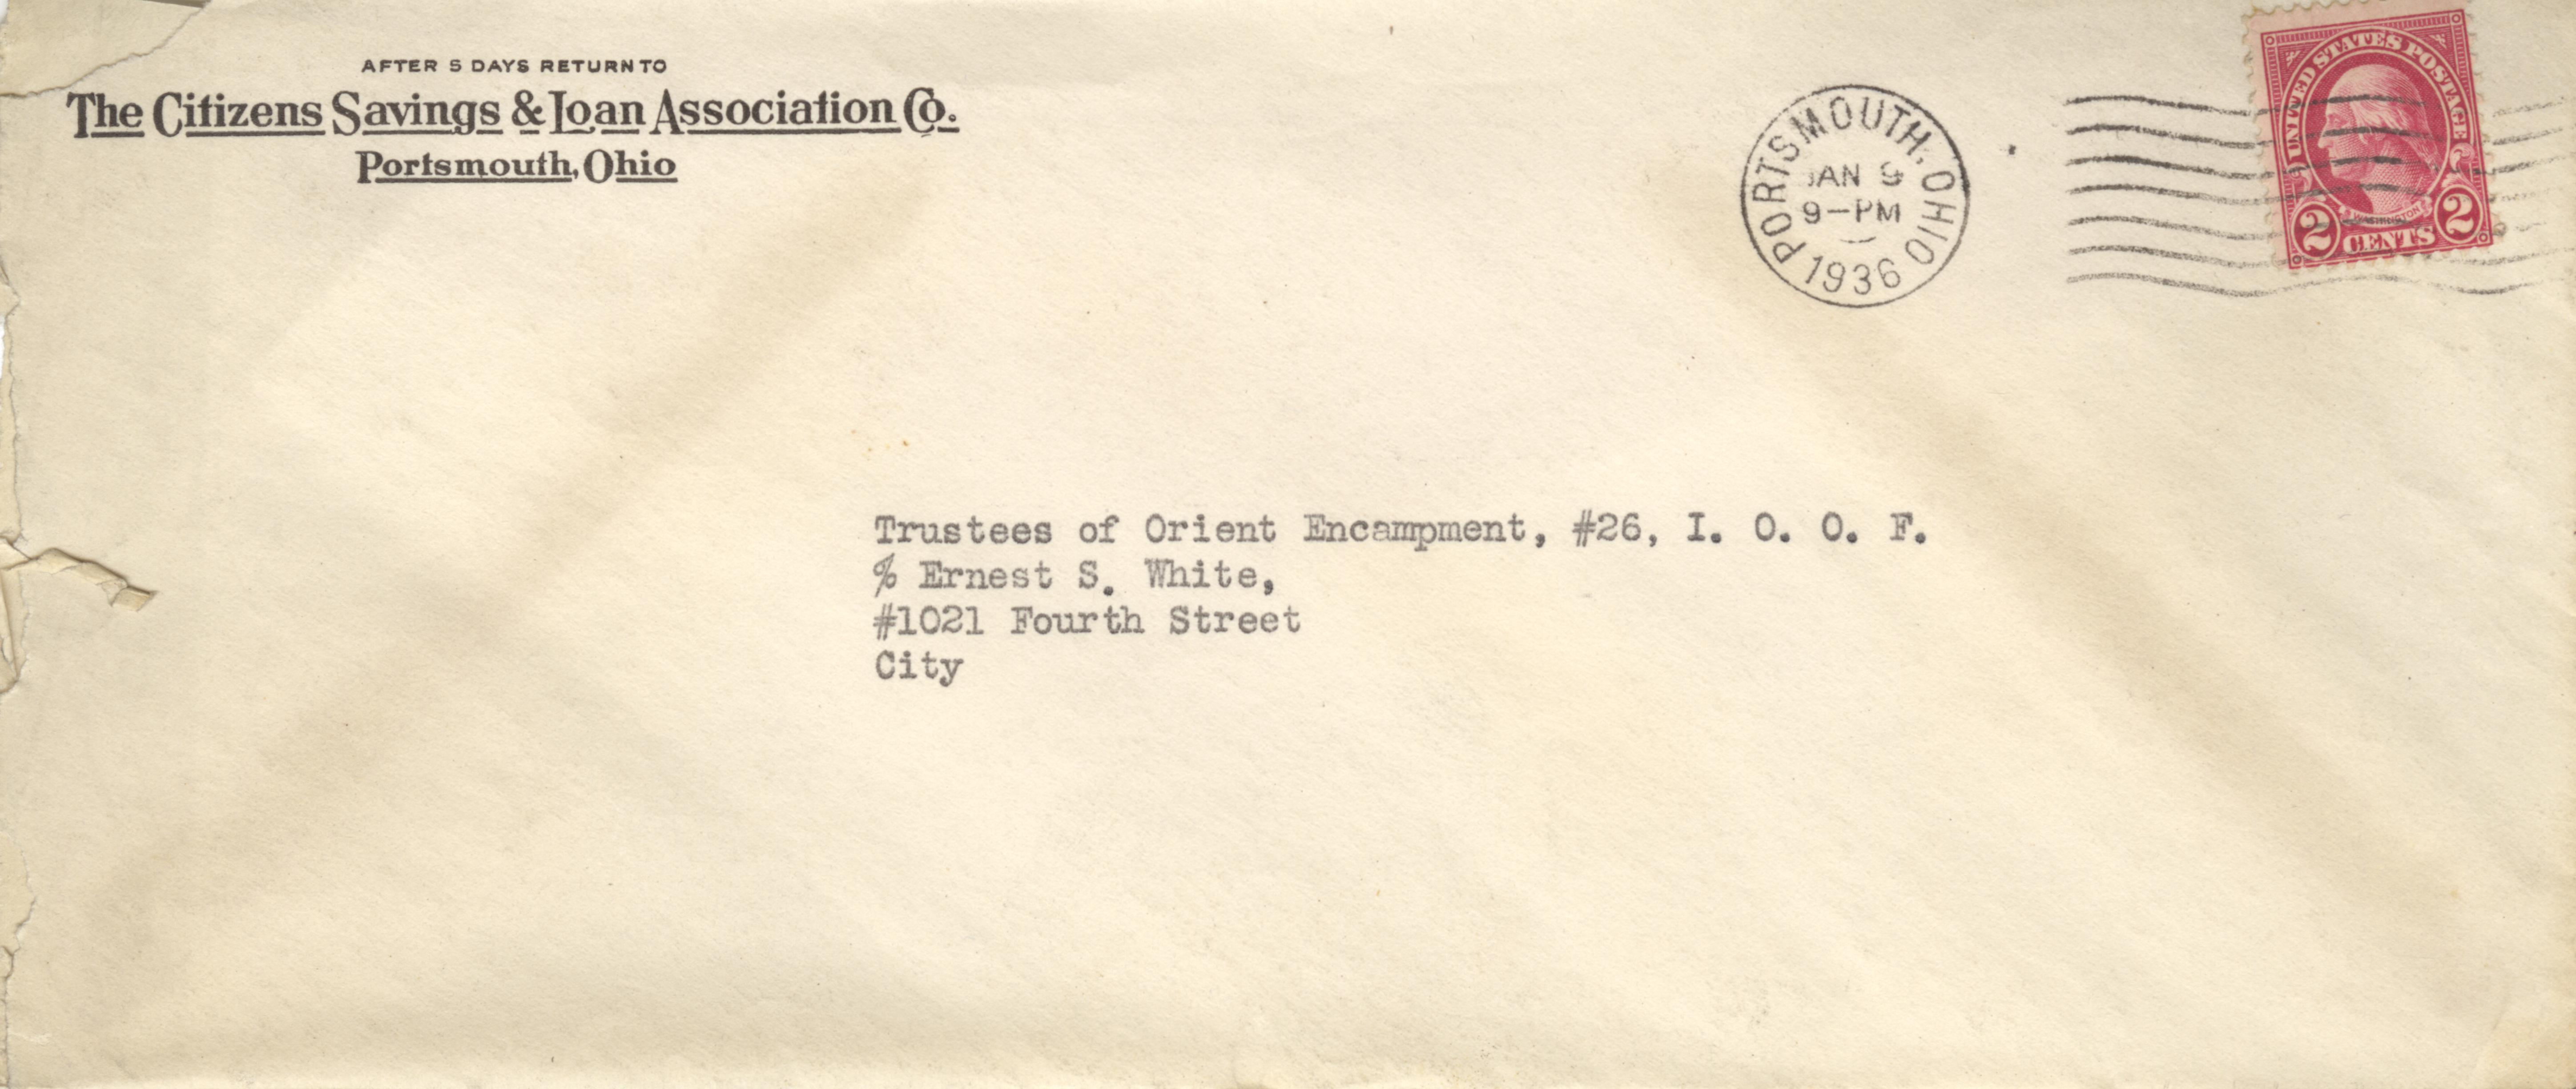 AFTER 5 DAYS RETURN TO
The Citizens Savings & Loan Association Co.
Portsmouth, Ohio
PORTSMOUTH, OHIO
JAN 9
9-PM
1936
UNITED STATES POSTAGE
WASHINGTON
2 CENTS 2
Trustees of Orient Encampment, #26, I. O. O. F.
% Ernest S. White,
#1021 Fourth Street
City